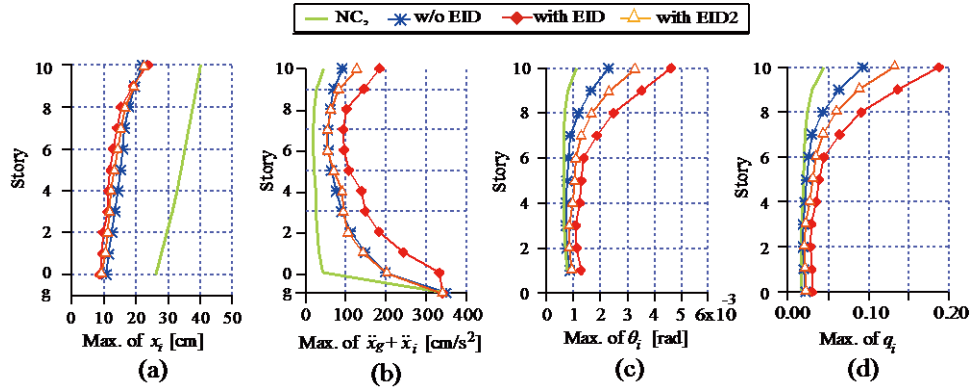 NC₂ w/o EID with EID with EID2
Story
10
8
6
4
2
0
g
0 10 20 30 40 50
Max. of xᵢ [cm]
(a)
Story
10
8
6
4
2
0
g
0 100 200 300 400
Max. of ẍg + ẍᵢ [cm/s²]
(b)
Story
10
8
6
4
2
0
0 1 2 3 4 5 6x10⁻³
Max. of θᵢ [rad]
(c)
Story
10
8
6
4
2
0
0.00 0.10 0.20
Max. of qᵢ
(d)